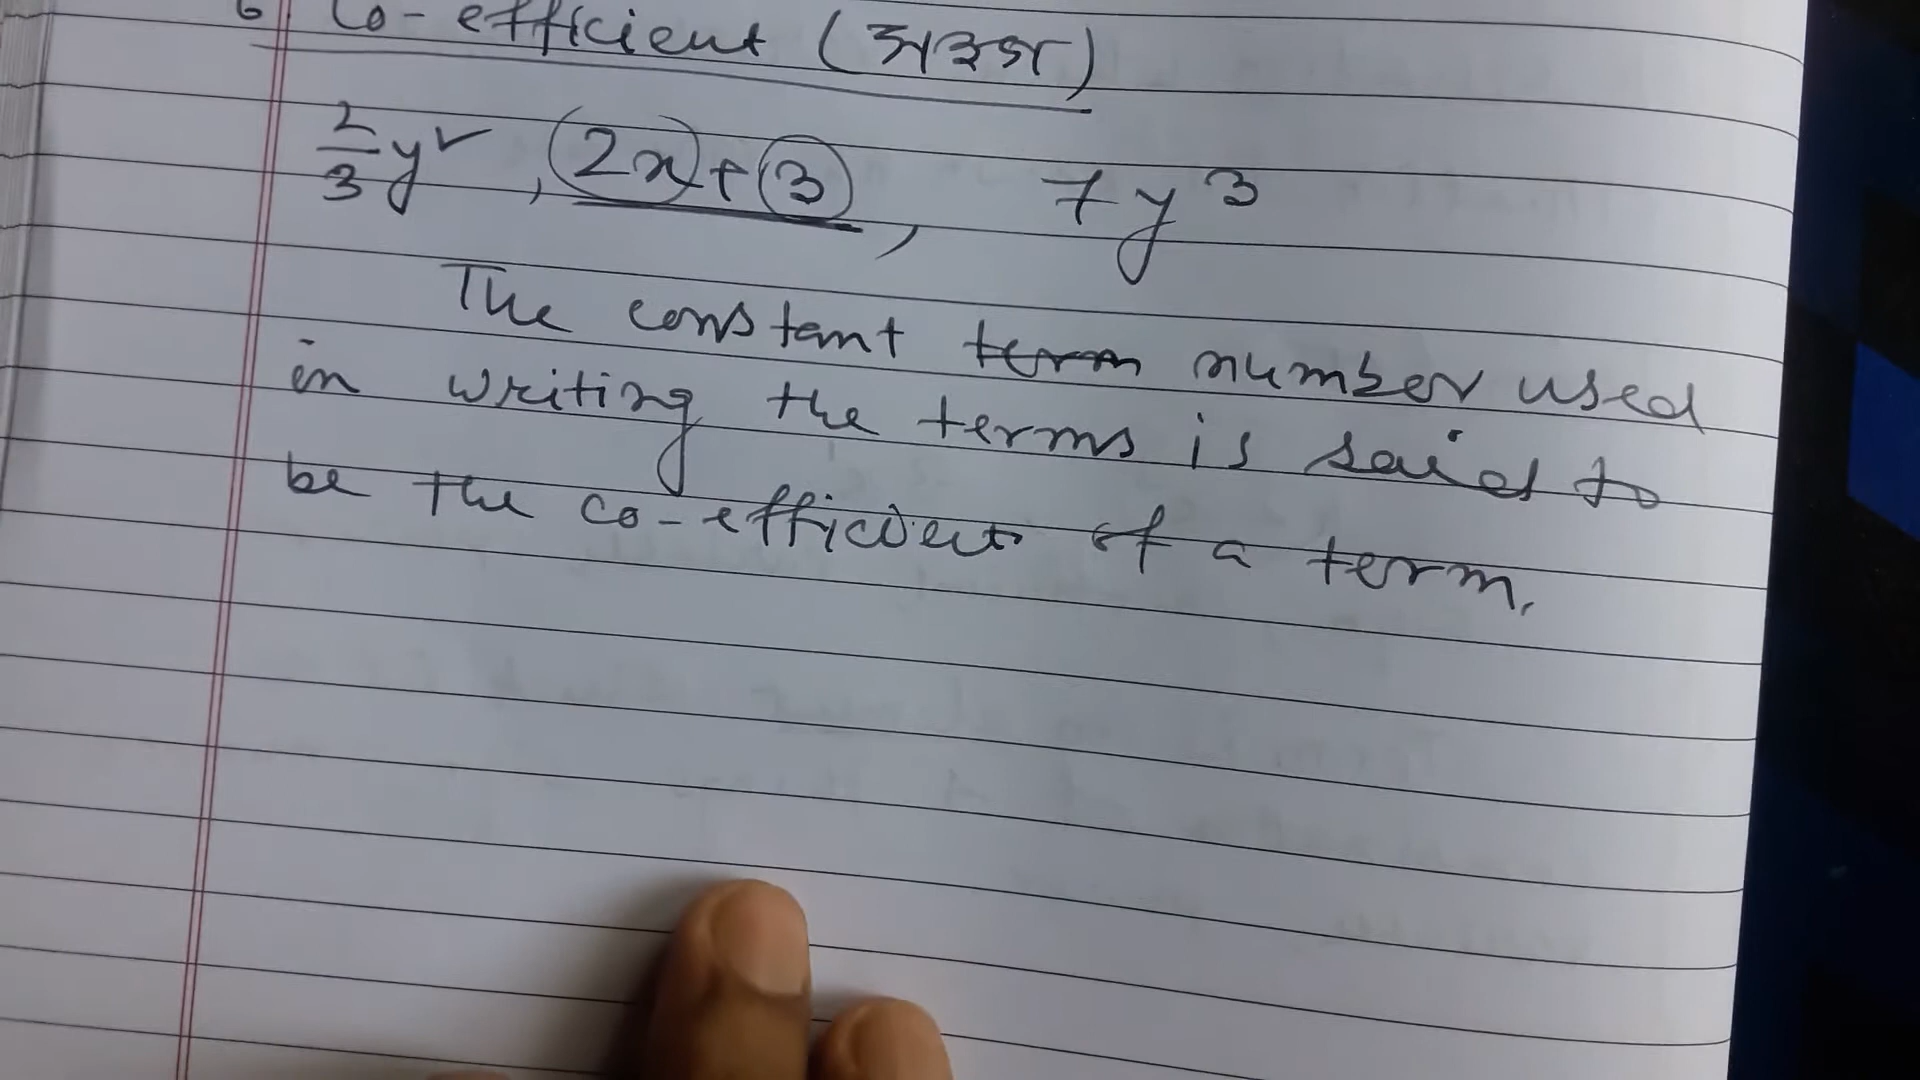 6 Co-efficient (
2/3 y², 2x + 3, 7y³
The constant term number used
in writing the terms is said to
be the co-efficient of a term.